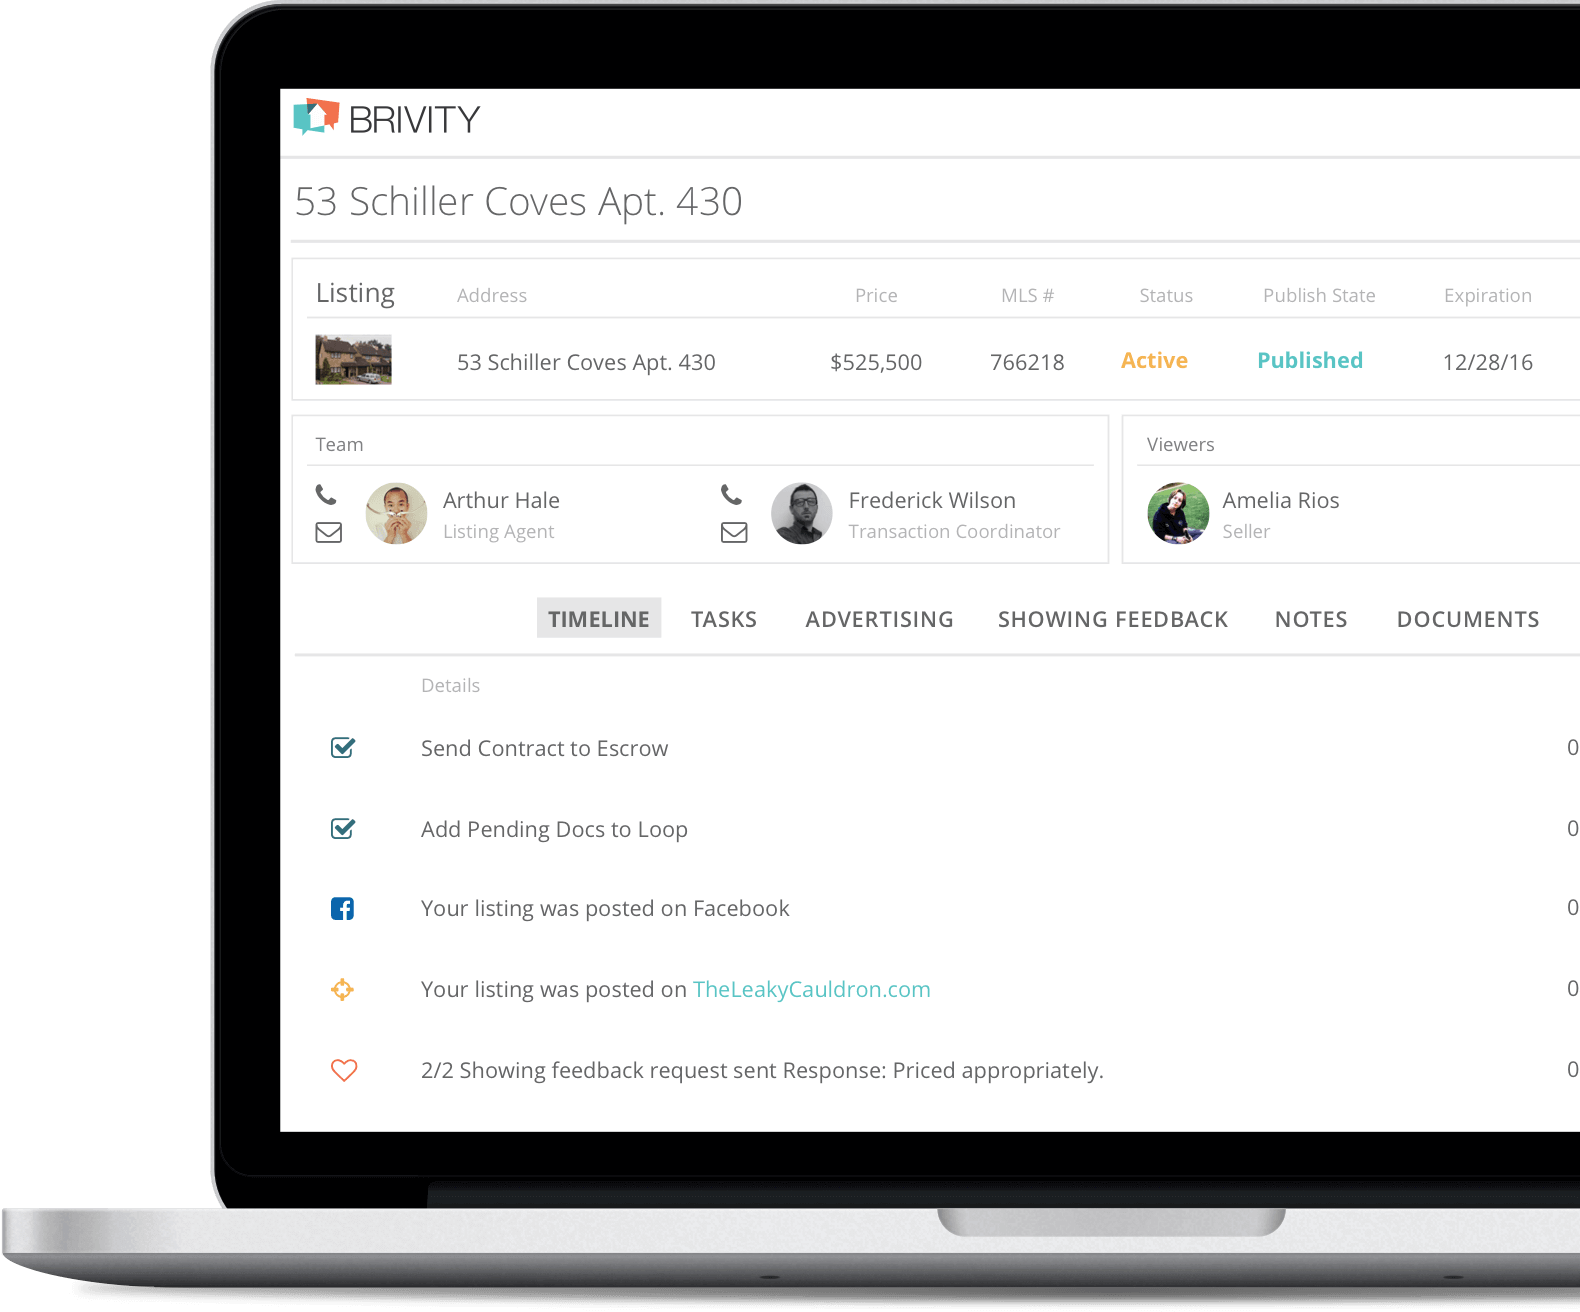 BRIVITY
53 Schiller Coves Apt. 430
Listing Address Price MLS # Status Publish State Expiration
53 Schiller Coves Apt. 430 $525,500 766218 Active Published 12/28/16
Team
Viewers
Arthur Hale
Listing Agent
Frederick Wilson
Transaction Coordinator
Amelia Rios
Seller
TIMELINE TASKS ADVERTISING SHOWING FEEDBACK NOTES DOCUMENTS
Details
Send Contract to Escrow 0
Add Pending Docs to Loop 0
Your listing was posted on Facebook 0
Your listing was posted on TheLeakyCauldron.com 0
2/2 Showing feedback request sent Response: Priced appropriately. 0